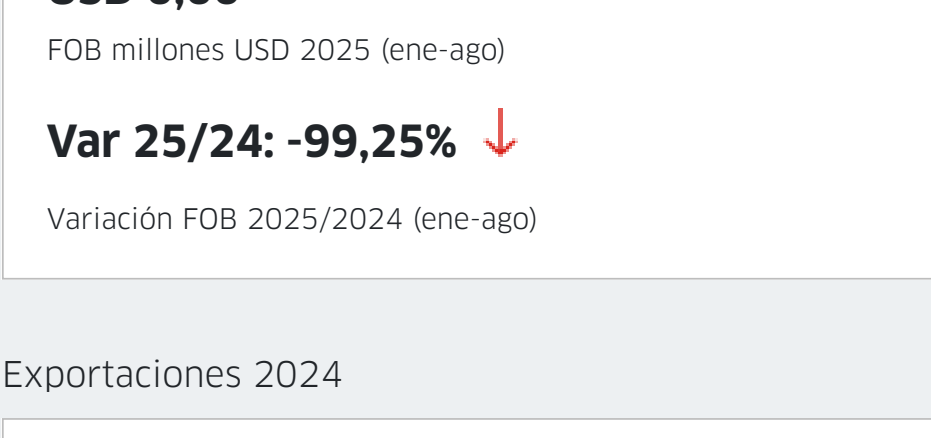 FOB millones USD 2025 (ene-ago)
Var 25/24: -99,25%
Variación FOB 2025/2024 (ene-ago)
Exportaciones 2024